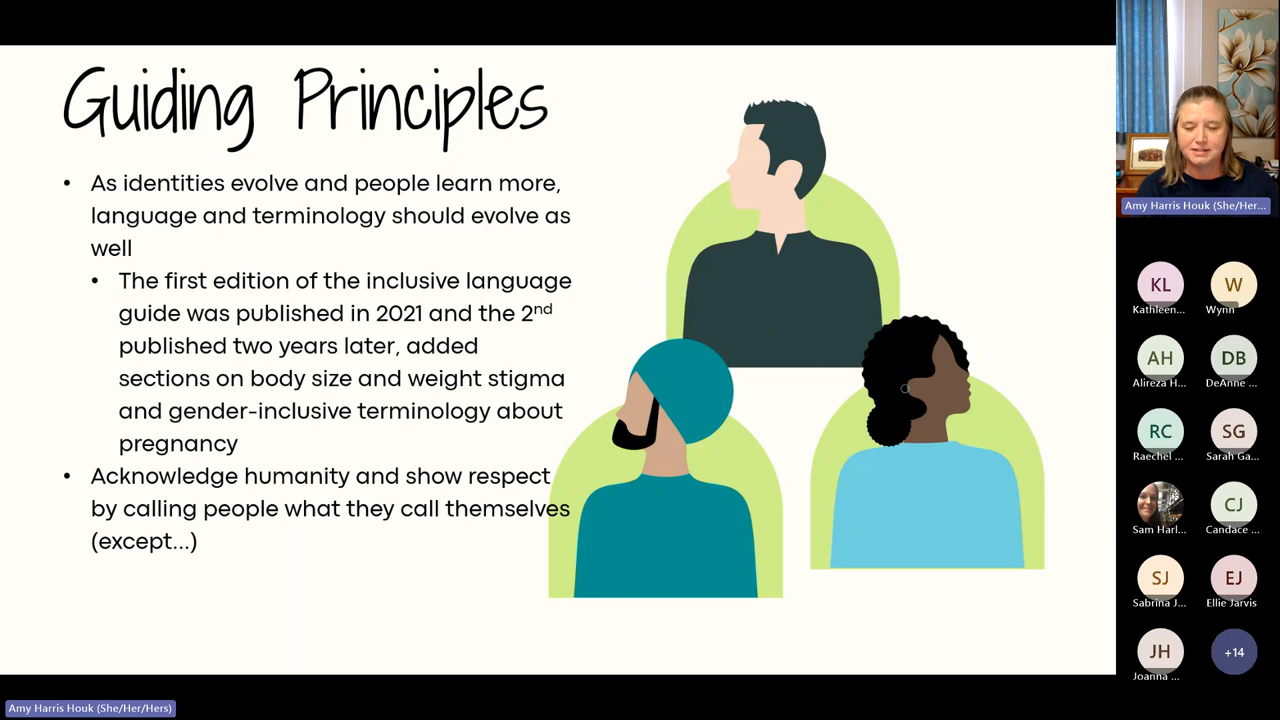 Guiding Principles
• As identities evolve and people learn more,
language and terminology should evolve as
well
• The first edition of the inclusive language
guide was published in 2021 and the 2nd
published two years later, added
sections on body size and weight stigma
and gender-inclusive terminology about
pregnancy
• Acknowledge humanity and show respect
by calling people what they call themselves
(except...)
Amy Harris Houk (She/Her...
KL
Kathleen...
W
Wynn
AH
Alireza H...
DB
DeAnne ...
RC
Raechel ...
SG
Sarah Ga...
Sam Harl...
CJ
Candace ...
SJ
Sabrina J...
EJ
Ellie Jarvis
JH
Joanna ...
+14
Amy Harris Houk (She/Her/Hers)